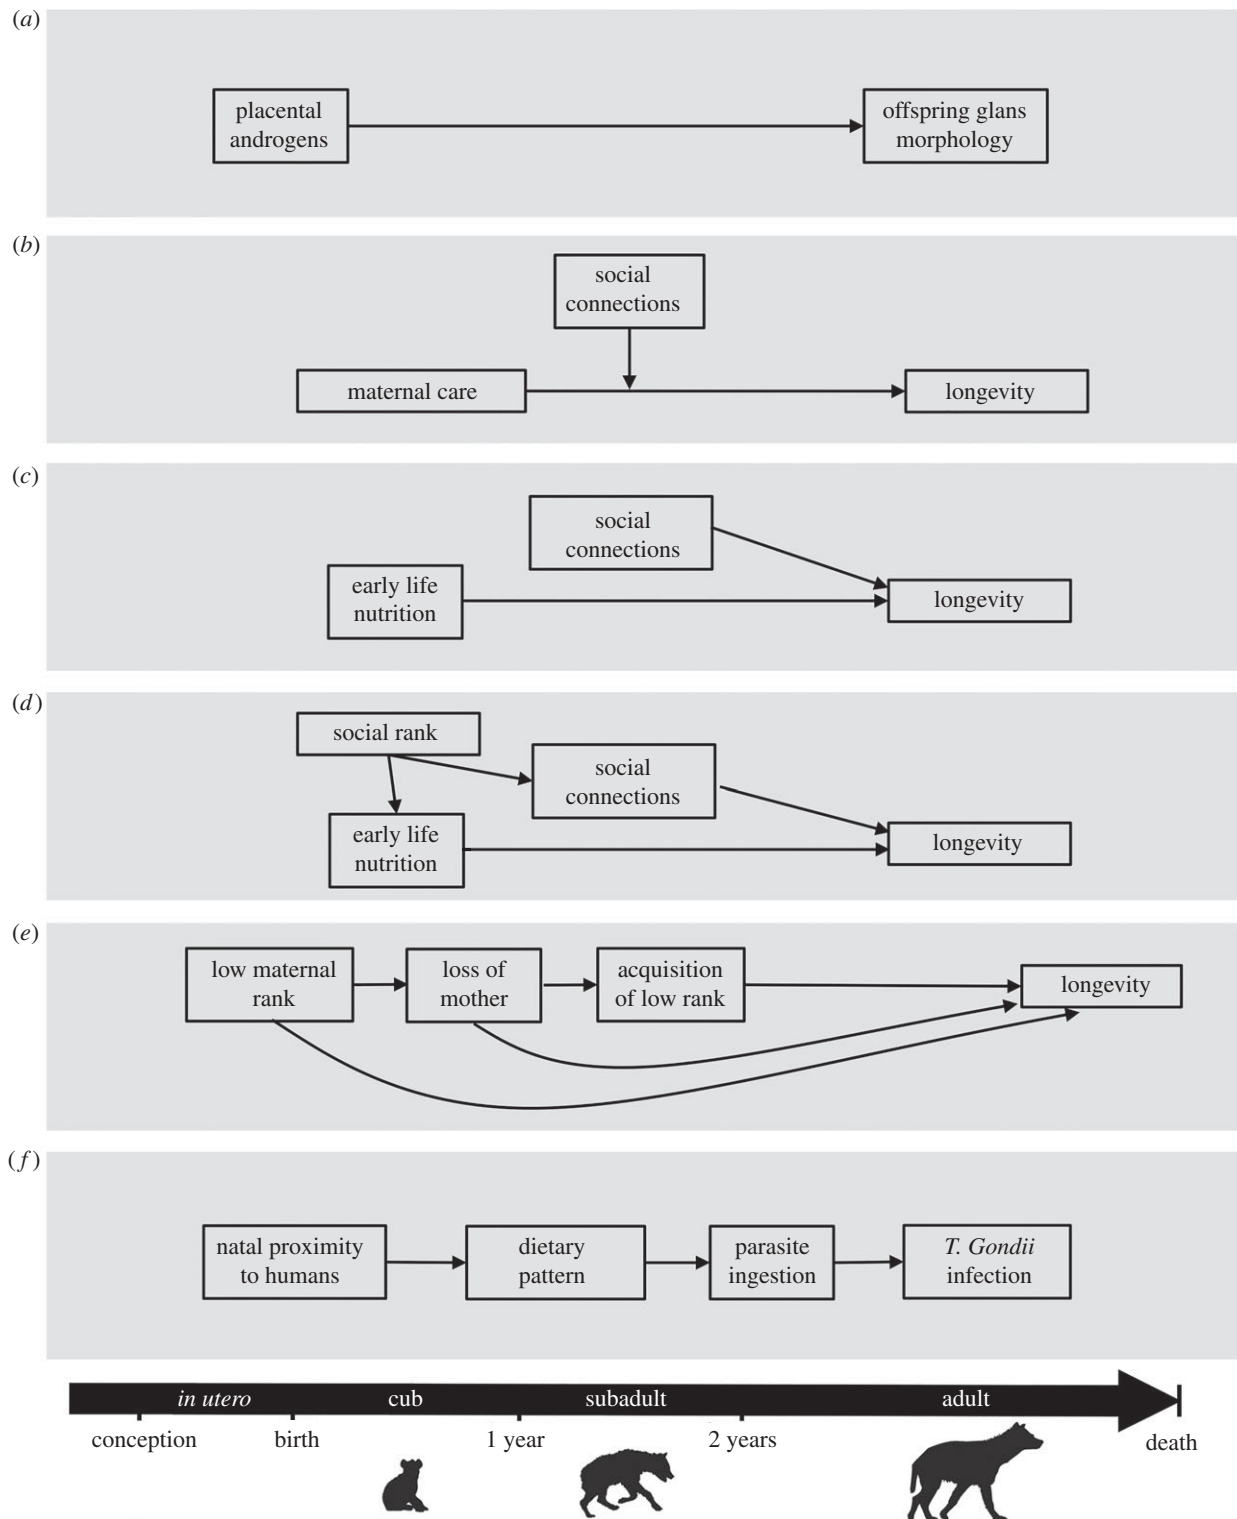 (a)
placental
androgens
offspring glans
morphology
(b)
social
connections
maternal care
longevity
(c)
social
connections
early life
nutrition
longevity
(d)
social rank
social
connections
early life
nutrition
longevity
(e)
low maternal
rank
loss of
mother
acquisition
of low rank
longevity
(f)
natal proximity
to humans
dietary
pattern
parasite
ingestion
T. Gondii
infection
in utero
cub
subadult
adult
conception
birth
1 year
2 years
death